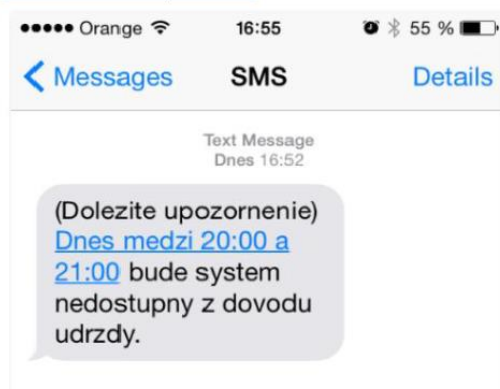 Orange 16:55 55 %
Messages SMS Details
Text Message
Dnes 16:52
(Dolezite upozornenie)
Dnes medzi 20:00 a
21:00 bude system
nedostupny z dovodu
udrzdy.